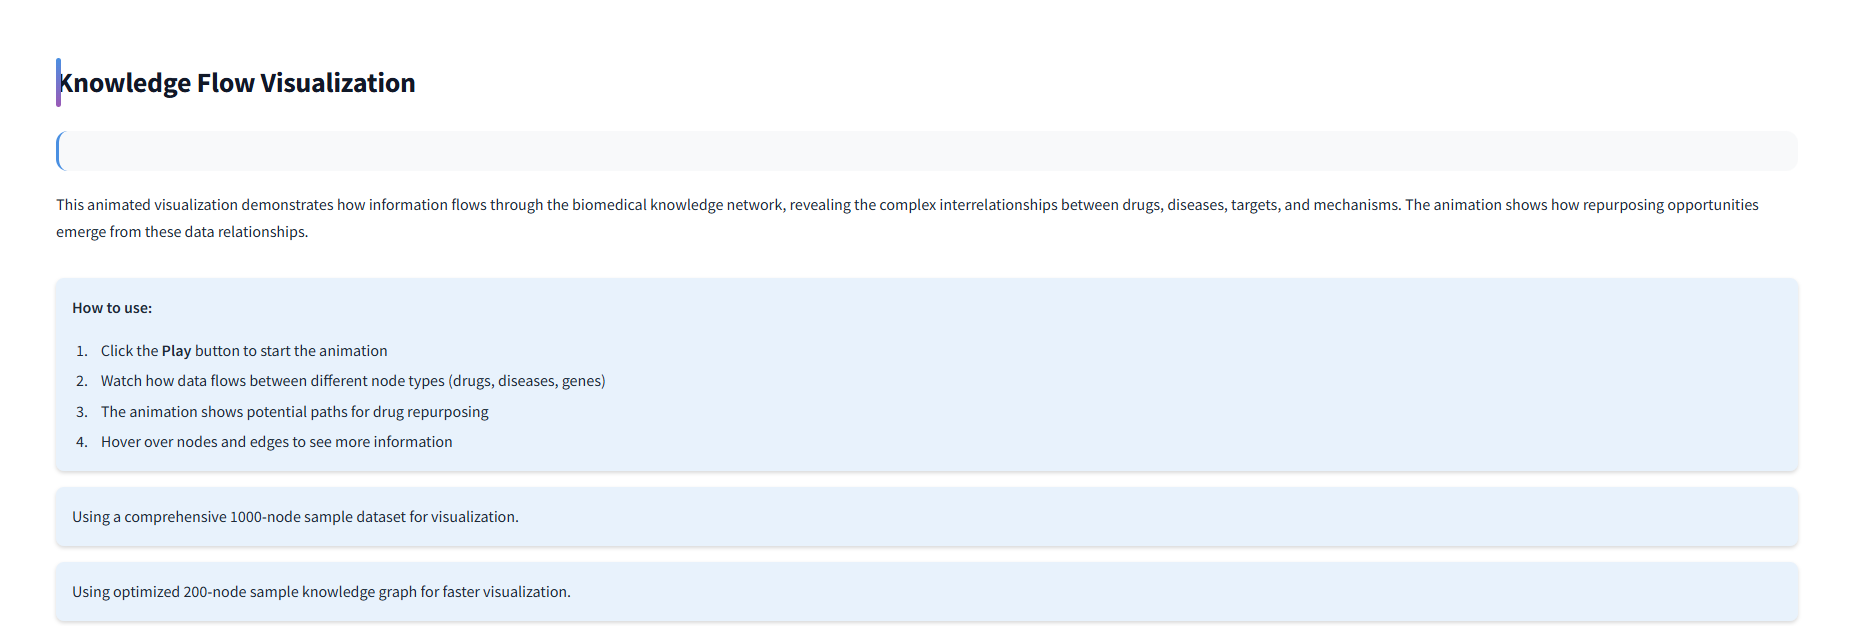 Knowledge Flow Visualization
This animated visualization demonstrates how information flows through the biomedical knowledge network, revealing the complex interrelationships between drugs, diseases, targets, and mechanisms. The animation shows how repurposing opportunities
emerge from these data relationships.
How to use:
1. Click the Play button to start the animation
2. Watch how data flows between different node types (drugs, diseases, genes)
3. The animation shows potential paths for drug repurposing
4. Hover over nodes and edges to see more information
Using a comprehensive 1000-node sample dataset for visualization.
Using optimized 200-node sample knowledge graph for faster visualization.